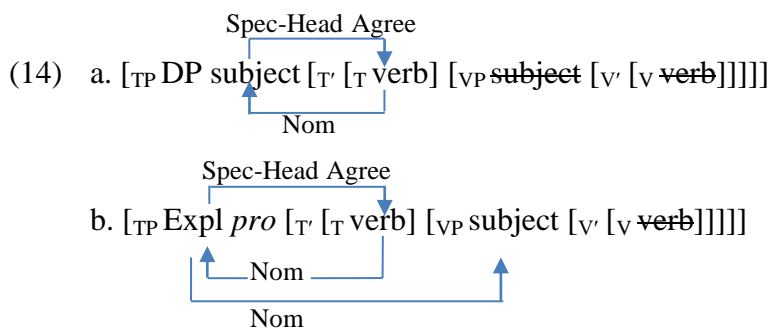 Spec-Head Agree
(14) a. [TP DP subject [T′ [T verb] [VP subject [V′ [V verb]]]]]
Nom
Spec-Head Agree
b. [TP Expl pro [T′ [T verb] [VP subject [V′ [V verb]]]]]
Nom
Nom